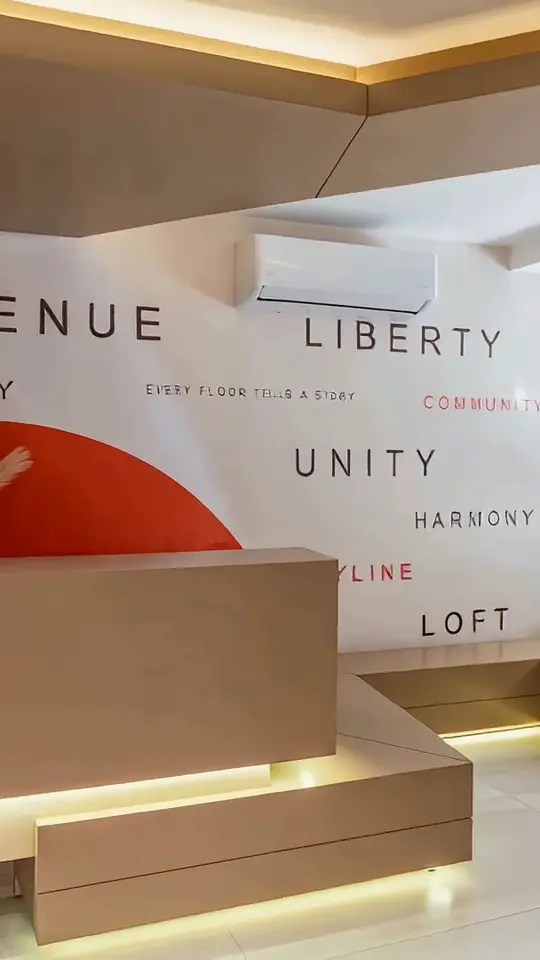 ENUE
LIBERTY
Y
EVERY FLOOR TELLS A STORY
COMMUNITY
UNITY
HARMONY
YLINE
LOFT